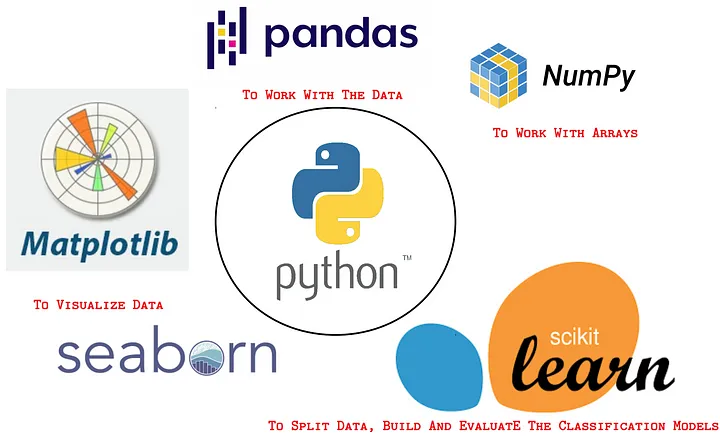 pandas
To Work With The Data
NumPy
To Work With Arrays
Matplotlib
python™
To Visualize Data
seaborn
scikit
learn
To Split Data, Build And EvaluatE The Classification Models